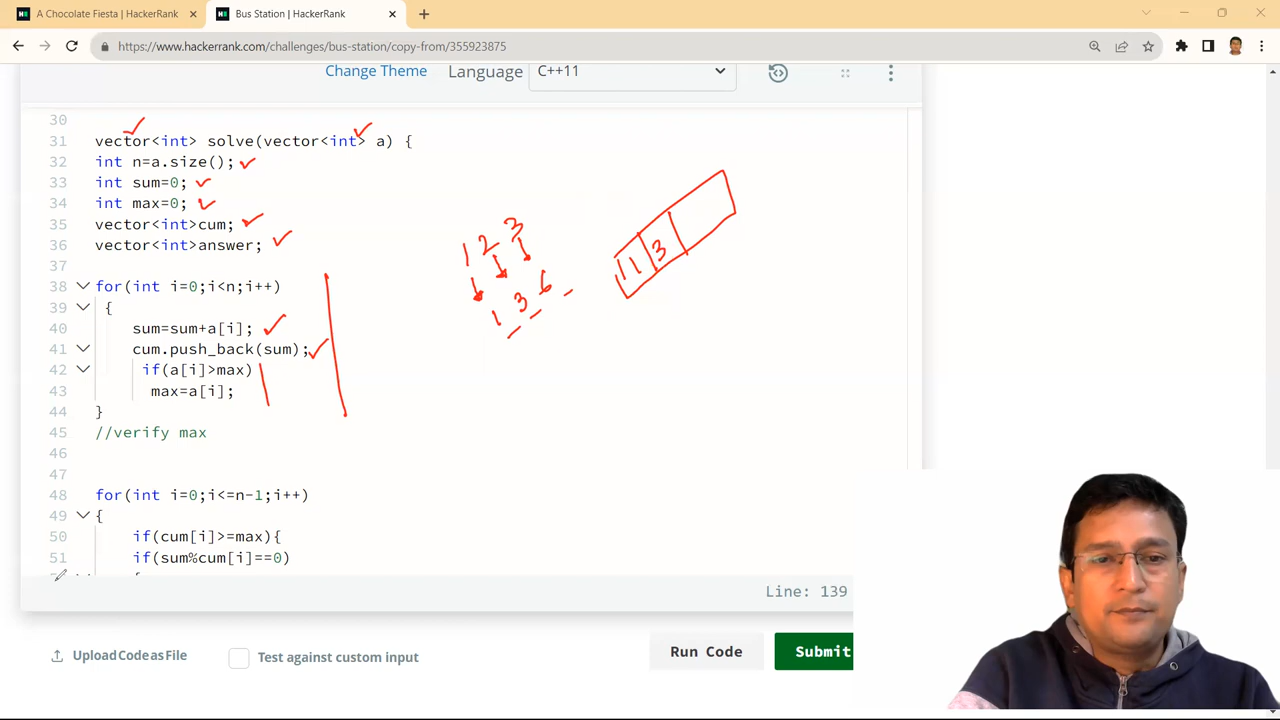 A Chocolate Fiesta | HackerRank
Bus Station | HackerRank
https://www.hackerrank.com/challenges/bus-station/copy-from/355923875
Change Theme
Language
C++11
30
31 vector<int> solve(vector<int> a) {
32 int n=a.size();
33 int sum=0;
34 int max=0;
35 vector<int>cum;
36 vector<int>answer;
37
38 for(int i=0;i<n;i++)
39 {
40 sum=sum+a[i];
41 cum.push_back(sum);
42 if(a[i]>max)
43 max=a[i];
44 }
45 //verify max
46
47
48 for(int i=0;i<=n-1;i++)
49 {
50 if(cum[i]>=max){
51 if(sum%cum[i]==0)
1 2 3
1 3 6
3
Line: 139
Upload Code as File
Test against custom input
Run Code
Submit